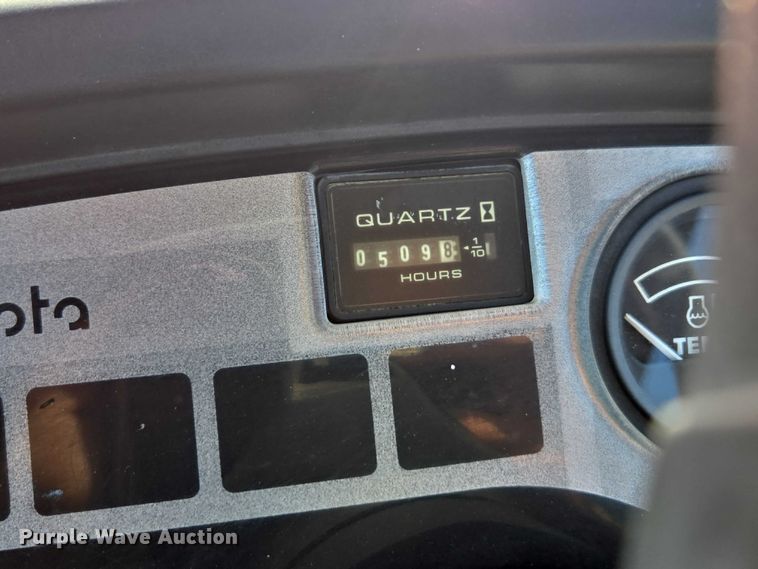 QUARTZ
05098 1/10
HOURS
ota
TE
Purple Wave Auction